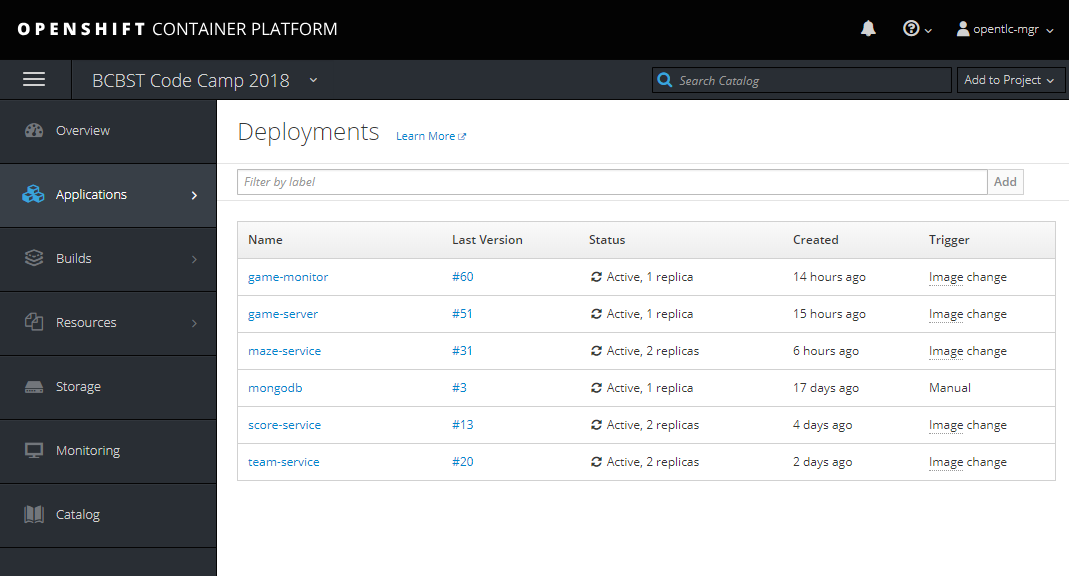 OPENSHIFT CONTAINER PLATFORM
opentlc-mgr
BCBST Code Camp 2018
Search Catalog
Add to Project
Overview
Applications
Builds
Resources
Storage
Monitoring
Catalog
Deployments Learn More
Filter by label Add
Name Last Version Status Created Trigger
game-monitor #60 Active, 1 replica 14 hours ago Image change
game-server #51 Active, 1 replica 15 hours ago Image change
maze-service #31 Active, 2 replicas 6 hours ago Image change
mongodb #3 Active, 1 replica 17 days ago Manual
score-service #13 Active, 2 replicas 4 days ago Image change
team-service #20 Active, 2 replicas 2 days ago Image change